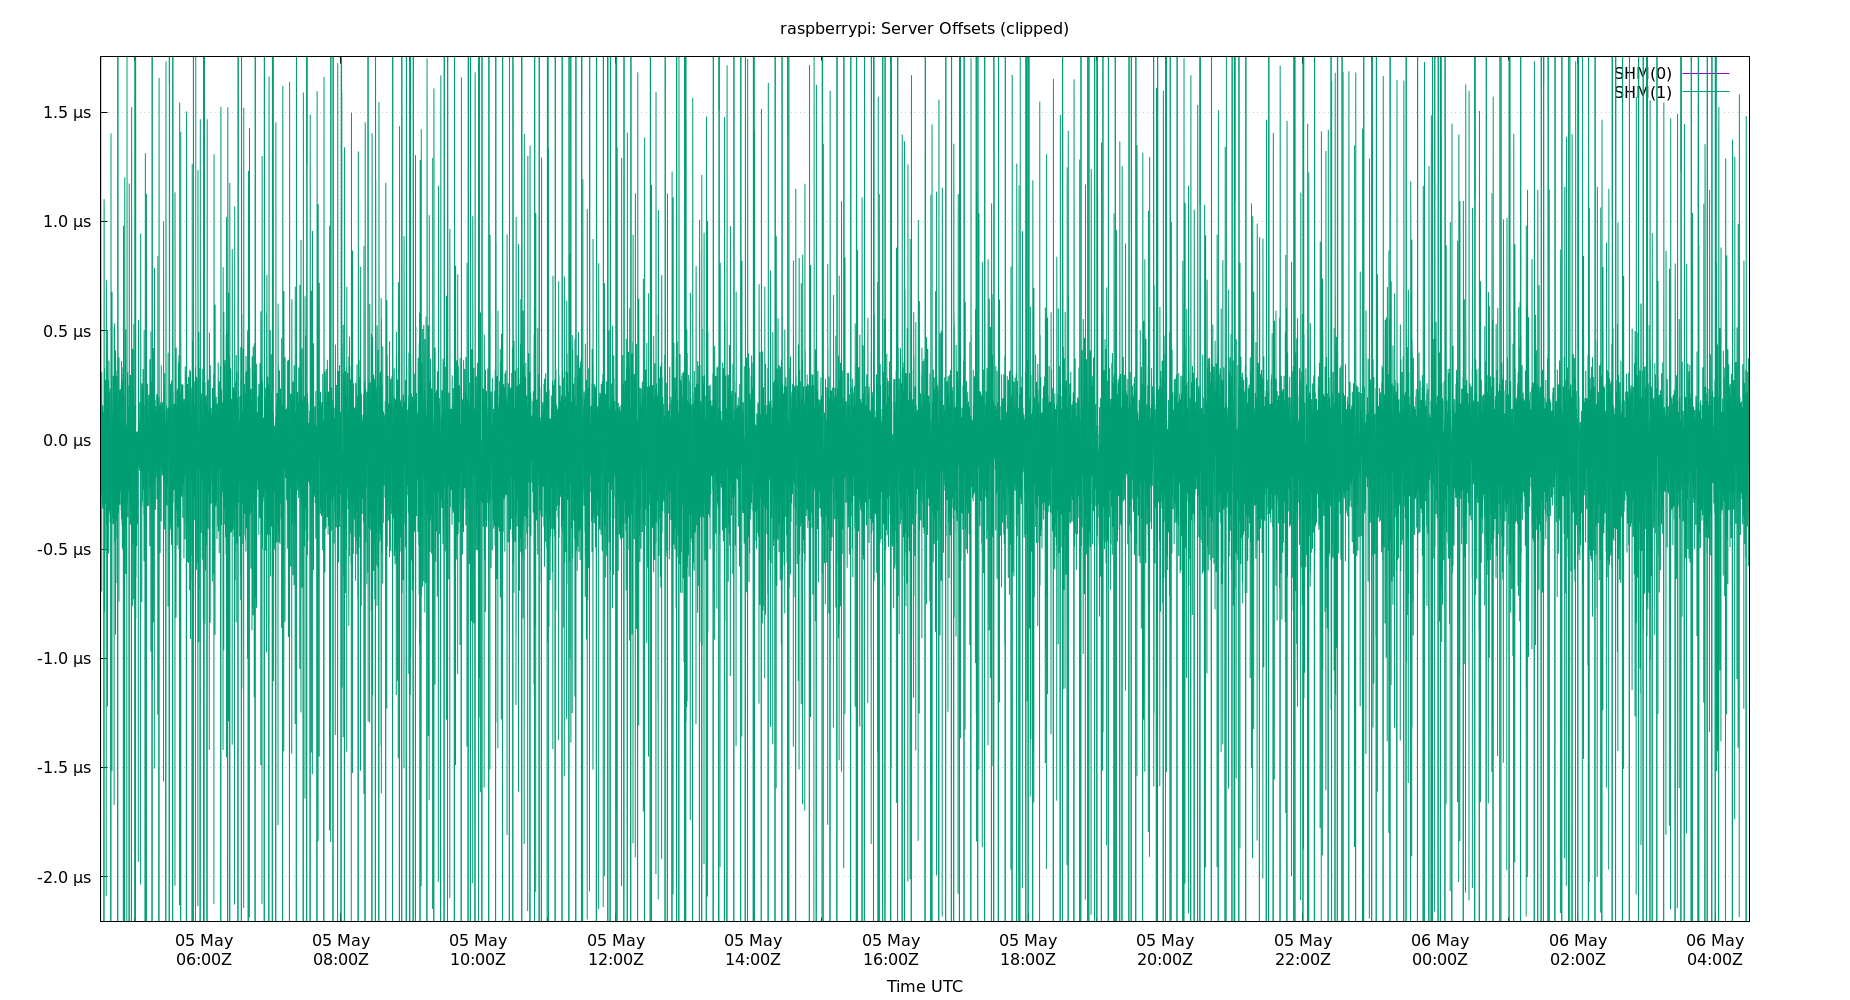 raspberrypi: Server Offsets (clipped)
SHM(0)
SHM(1)
1.5 µs
1.0 µs
0.5 µs
0.0 µs
-0.5 µs
-1.0 µs
-1.5 µs
-2.0 µs
05 May 05 May 05 May 05 May 05 May 05 May 05 May 05 May 05 May 06 May 06 May 06 May
06:00Z 08:00Z 10:00Z 12:00Z 14:00Z 16:00Z 18:00Z 20:00Z 22:00Z 00:00Z 02:00Z 04:00Z
Time UTC